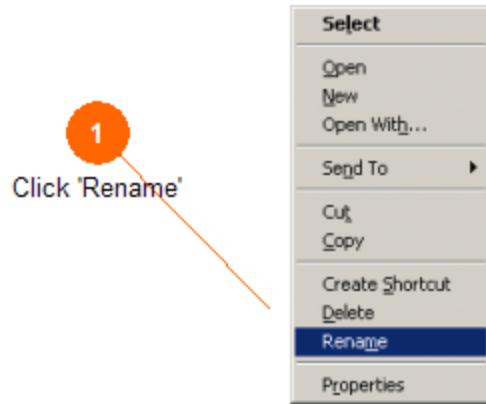 1
Click 'Rename'
Select
Open
New
Open With...
Send To
Cut
Copy
Create Shortcut
Delete
Rename
Properties